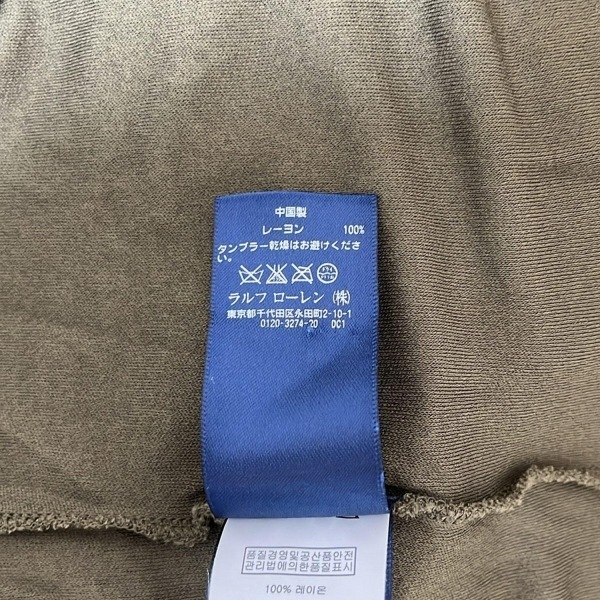 中国製
レーヨン 100%
タンブラー乾燥はお避けくださ
い。
ラルフ ローレン (株)
東京都千代田区永田町2-10-1
0120-3274-20 0C1
품질경영및공산품안전
관리법에의한품질표시
100% 레이온